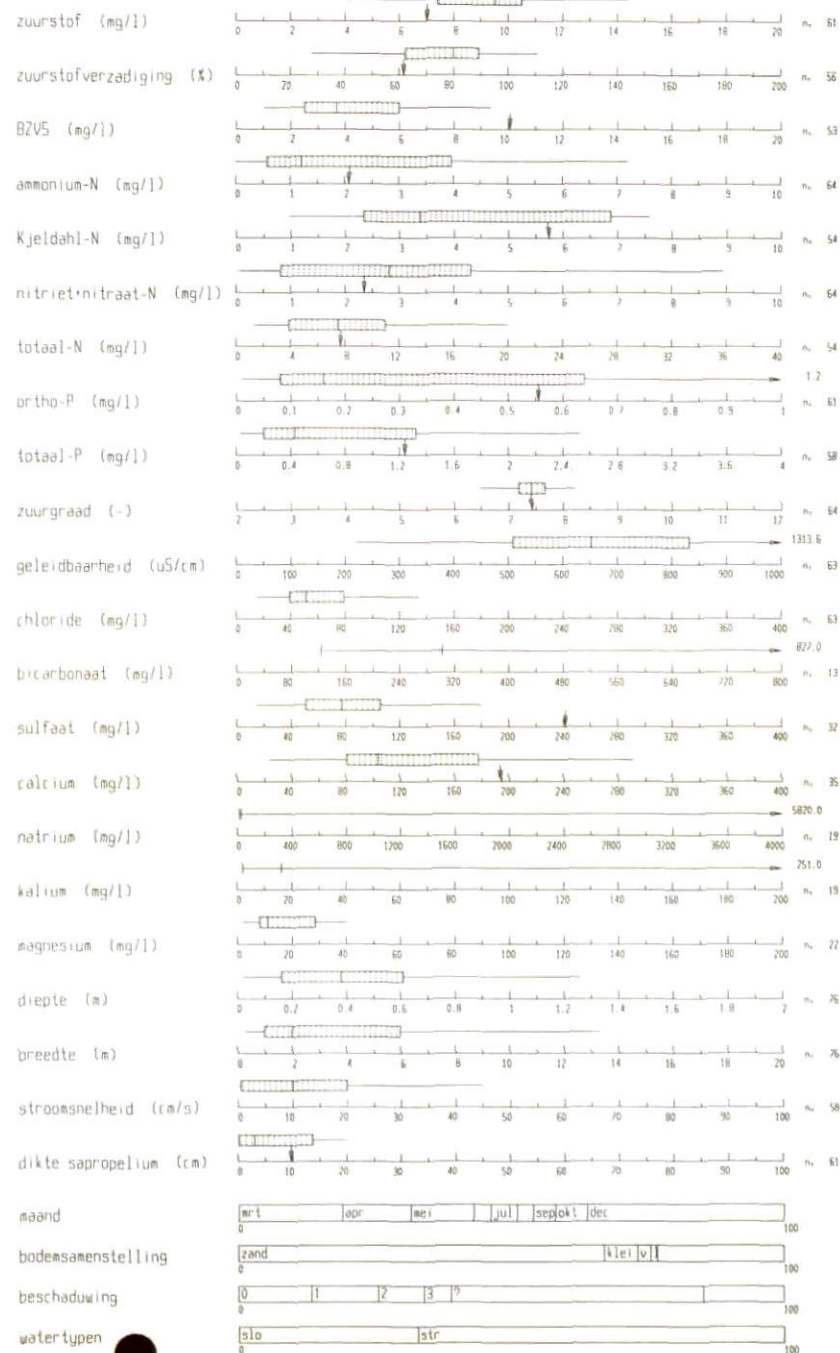 zuurstof (mg/l) 0 2 4 6 8 10 12 14 16 18 20 n. 61
zuurstofverzadiging (%) 0 20 40 60 80 100 120 140 160 180 200 n. 56
BZV5 (mg/l) 0 2 4 6 8 10 12 14 16 18 20 n. 53
ammonium-N (mg/l) 0 1 2 3 4 5 6 7 8 9 10 n. 64
Kjeldahl-N (mg/l) 0 1 2 3 4 5 6 7 8 9 10 n. 54
nitriet+nitraat-N (mg/l) 0 1 2 3 4 5 6 7 8 9 10 n. 64
totaal-N (mg/l) 0 4 8 12 16 20 24 28 32 36 40 n. 54
1.2
ortho-P (mg/l) 0 0.1 0.2 0.3 0.4 0.5 0.6 0.7 0.8 0.9 1 n. 61
totaal-P (mg/l) 0 0.4 0.8 1.2 1.6 2 2.4 2.8 3.2 3.6 4 n. 58
zuurgraad (-) 2 3 4 5 6 7 8 9 10 11 12 n. 64
1313.6
geleidbaarheid (uS/cm) 0 100 200 300 400 500 600 700 800 900 1000 n. 63
chloride (mg/l) 0 40 80 120 160 200 240 280 320 360 400 n. 63
827.0
bicarbonaat (mg/l) 0 80 160 240 320 400 480 560 640 720 800 n. 13
sulfaat (mg/l) 0 40 80 120 160 200 240 280 320 360 400 n. 32
calcium (mg/l) 0 40 80 120 160 200 240 280 320 360 400 n. 35
5820.0
natrium (mg/l) 0 400 800 1200 1600 2000 2400 2800 3200 3600 4000 n. 19
251.0
kalium (mg/l) 0 20 40 60 80 100 120 140 160 180 200 n. 19
magnesium (mg/l) 0 20 40 60 80 100 120 140 160 180 200 n. 22
diepte (m) 0 0.2 0.4 0.6 0.8 1 1.2 1.4 1.6 1.8 2 n. 76
breedte (m) 0 2 4 6 8 10 12 14 16 18 20 n. 76
stroomsnelheid (cm/s) 0 10 20 30 40 50 60 70 80 90 100 n. 58
dikte sapropelium (cm) 0 10 20 30 40 50 60 70 80 90 100 n. 61
maand mrt apr mei jul sep okt dec
0 100
bodemsamenstelling zand klei v
0 100
beschaduwing 0 1 2 3 ?
0 100
watertypen slo str
0 100